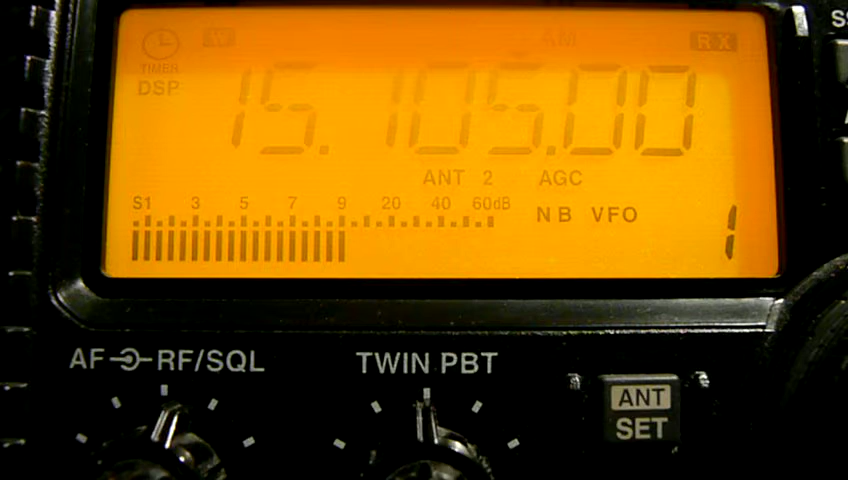 W AM RX
TIMER
DSP
15.105.00
ANT 2 AGC
S1 3 5 7 9 20 40 60dB
NB VFO
1
AF RF/SQL TWIN PBT
ANT
SET